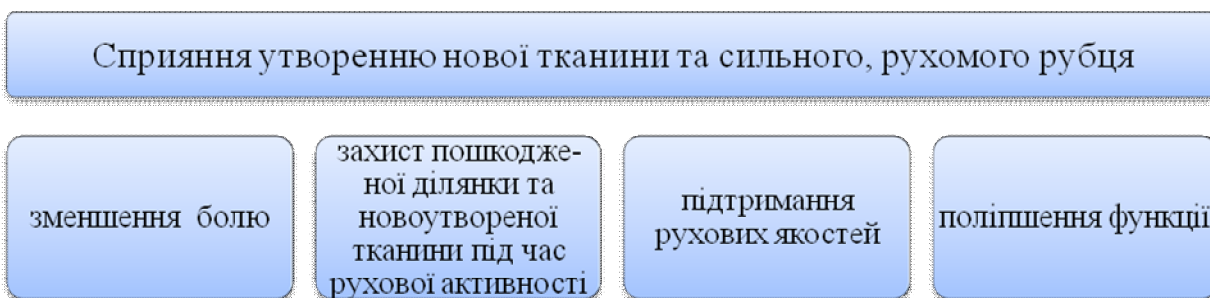 Сприяння утворенню нової тканини та сильного, рухомого рубця
зменшення болю
захист пошкодже-
ної ділянки та
новоутвореної
тканини під час
рухової активності
підтримання
рухових якостей
поліпшення функції